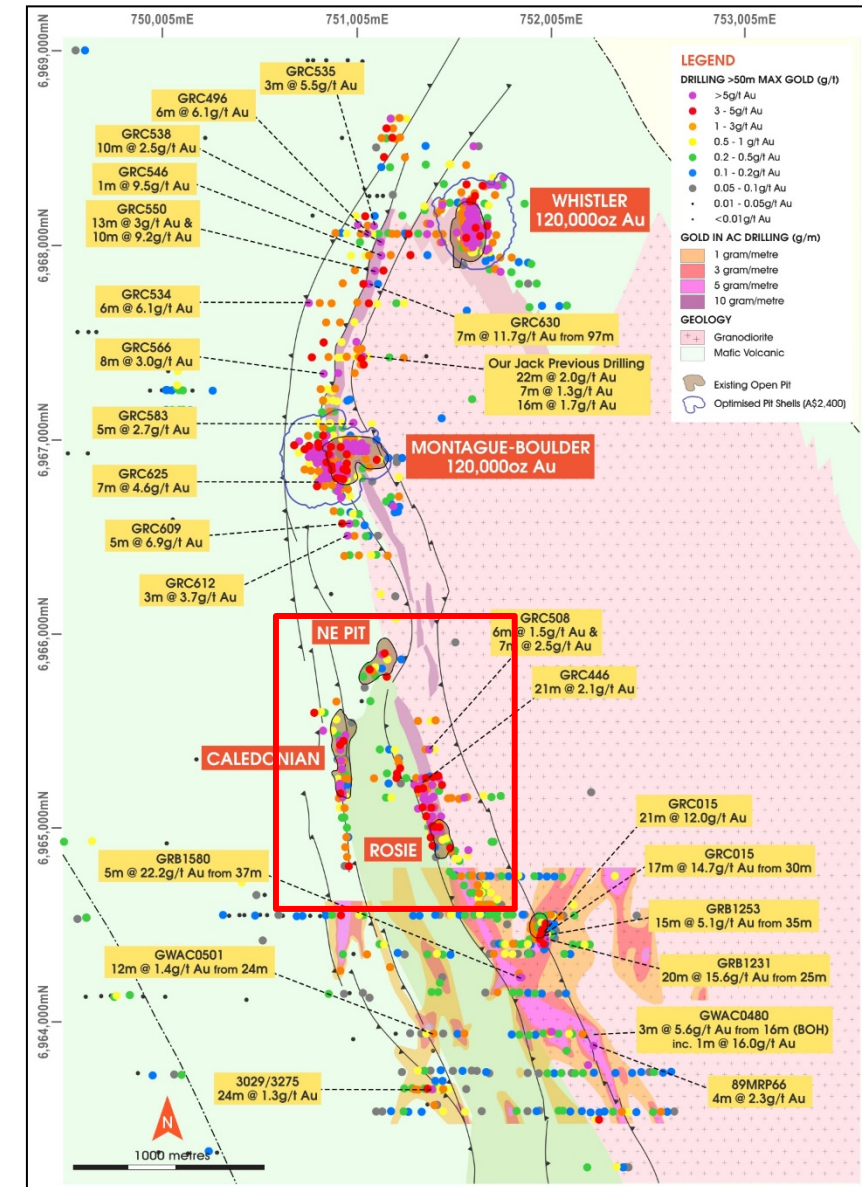 750,005mE
751,005mE
752,005mE
753,005mE
6,969,000mN
6,968,000mN
6,967,000mN
6,966,000mN
6,965,000mN
6,964,000mN
GRC535
3m @ 5.5g/t Au
GRC496
6m @ 6.1g/t Au
GRC538
10m @ 2.5g/t Au
GRC546
1m @ 9.5g/t Au
GRC550
13m @ 3g/t Au &
10m @ 9.2g/t Au
GRC534
6m @ 6.1g/t Au
GRC566
8m @ 3.0g/t Au
GRC583
5m @ 2.7g/t Au
GRC625
7m @ 4.6g/t Au
GRC609
5m @ 6.9g/t Au
GRC612
3m @ 3.7g/t Au
WHISTLER
120,000oz Au
GRC630
7m @ 11.7g/t Au from 97m
Our Jack Previous Drilling
22m @ 2.0g/t Au
7m @ 1.3g/t Au
16m @ 1.7g/t Au
MONTAGUE-BOULDER
120,000oz Au
LEGEND
DRILLING >50m MAX GOLD (g/t)
>5g/t Au
3 - 5g/t Au
1 - 3g/t Au
0.5 - 1 g/t Au
0.2 - 0.5g/t Au
0.1 - 0.2g/t Au
0.05 - 0.1g/t Au
0.01 - 0.05g/t Au
<0.01g/t Au
GOLD IN AC DRILLING (g/m)
1 gram/metre
3 gram/metre
5 gram/metre
10 gram/metre
GEOLOGY
Granodiorite
Mafic Volcanic
Existing Open Pit
Optimised Pit Shells (A$2,400)
NE PIT
GRC508
6m @ 1.5g/t Au &
7m @ 2.5g/t Au
GRC446
21m @ 2.1g/t Au
CALEDONIAN
ROSIE
GRC015
21m @ 12.0g/t Au
GRC015
17m @ 14.7g/t Au from 30m
GRB1253
15m @ 5.1g/t Au from 35m
GRB1231
20m @ 15.6g/t Au from 25m
GWAC0480
3m @ 5.6g/t Au from 16m (BOH)
inc. 1m @ 16.0g/t Au
89MRP66
4m @ 2.3g/t Au
GRB1580
5m @ 22.2g/t Au from 37m
GWAC0501
12m @ 1.4g/t Au from 24m
3029/3275
24m @ 1.3g/t Au
N
1000 metres